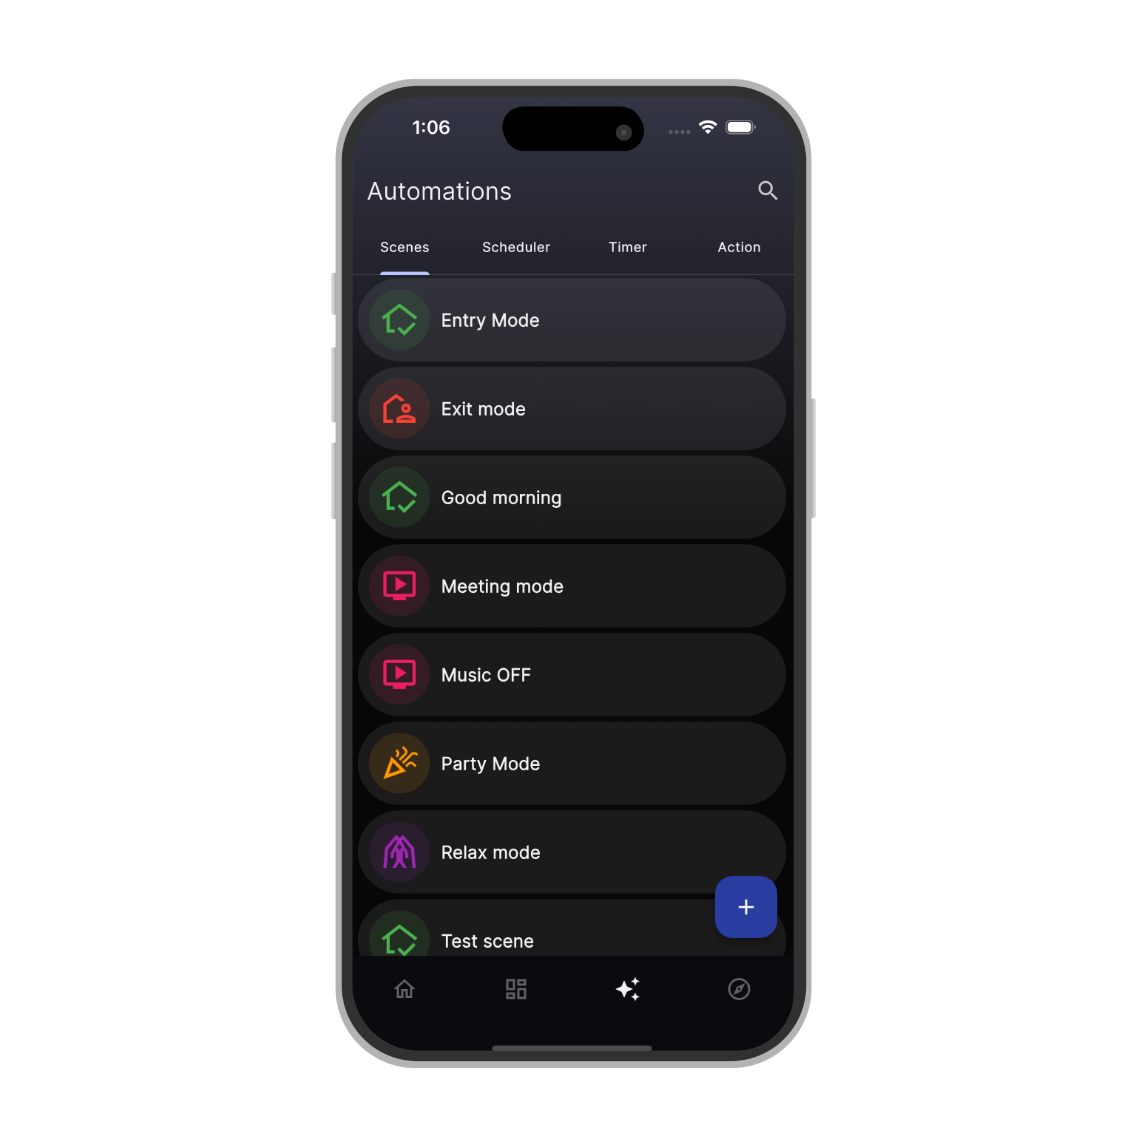 1:06
Automations
Scenes Scheduler Timer Action
Entry Mode
Exit mode
Good morning
Meeting mode
Music OFF
Party Mode
Relax mode
Test scene